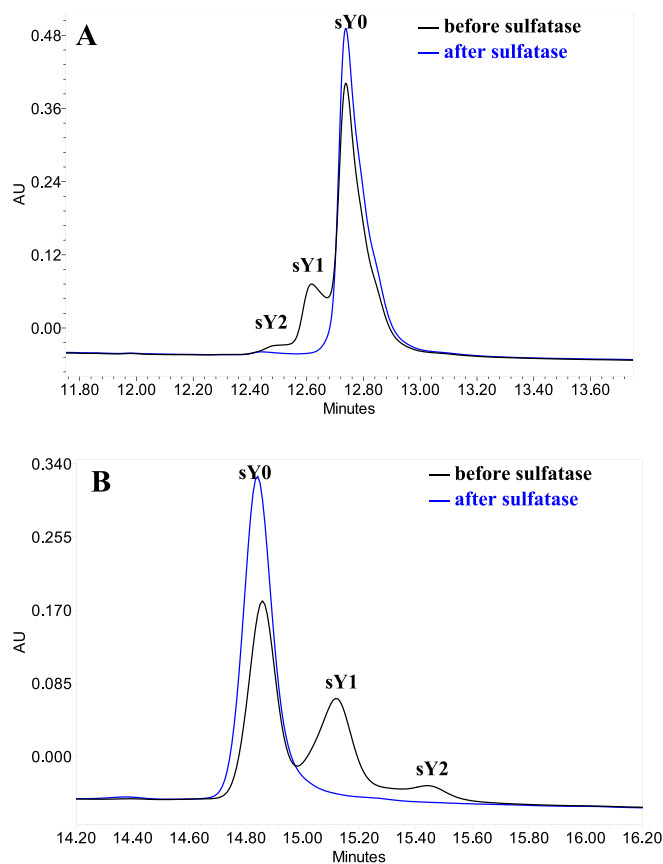 A
sY0
before sulfatase
after sulfatase
sY1
sY2
AU
0.48
0.36
0.24
0.12
0.00
11.80 12.00 12.20 12.40 12.60 12.80 13.00 13.20 13.40 13.60
Minutes
B
sY0
before sulfatase
after sulfatase
sY1
sY2
AU
0.340
0.255
0.170
0.085
0.000
14.20 14.40 14.60 14.80 15.00 15.20 15.40 15.60 15.80 16.00 16.20
Minutes